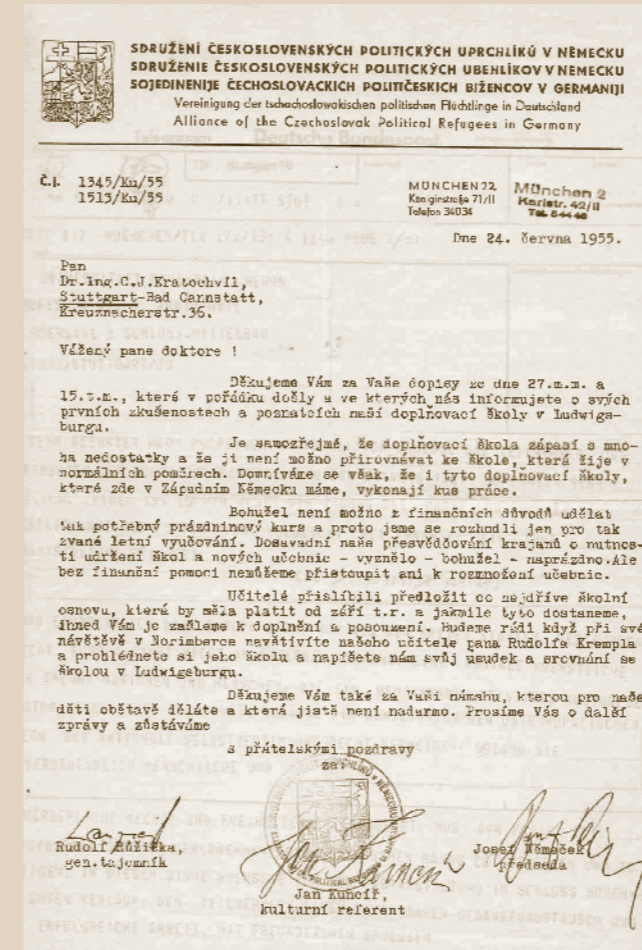 SDRUŽENÍ ČESKOSLOVENSKÝCH POLITICKÝCH UPRCHLÍKŮ V NĚMECKU
SDRUŽENIE ČESKOSLOVENSKÝCH POLITICKÝCH UBEHLÍKOV V NEMECKU
SOJEDINENIJE ČECHOSLOVACKICH POLITIČESKICH BIŽENCOV V GERMANIJI
Vereinigung der tschechoslowakischen politischen Flüchtlinge in Deutschland
Alliance of the Czechoslovak Political Refugees in Germany
Č.j. 1345/Ku/55
1513/Ku/55
MÜNCHEN 22,
Königinstraße 71/II
Telefon 34034
München 2
Karlstr. 42/II
Tel. 544 46
Dne 24. června 1955.
Pan
Dr.Ing.C.J.Kratochvíl,
Stuttgart-Bad Cannstatt,
Kreuznacherstr.36.
Vážený pane doktore !
Děkujeme Vám za Vaše dopisy ze dne 27.m.m. a
15.t.m., které v pořádku došly a ve kterých nás informujete o svých
prvních zkušenostech a poznatcích naší doplňovací školy v Ludwigs-
burgu.
Je samozřejmé, že doplňovací škola zápasí s mno-
ha nedostatky a že ji není možno přirovnávat ke škole, která žije v
normálních poměrech. Domníváme se však, že i tyto doplňovací školy,
které zde v Západním Německu máme, vykonají kus práce.
Bohužel není možno z finančních důvodů udělat
tak potřebný prázdninový kurs a proto jsme se rozhodli jen pro tak
zvané letní vyučování. Dosavadní naše přesvědčování krajanů o nutnos-
ti udržení škol a nových učebnic - vyznělo - bohužel - naprázdno.Ale
bez finanční pomoci nemůžeme přistoupit ani k rozmnožení učebnic.
Učitelé přislíbili předložit co nejdříve školní
osnovu, která by měla platit od září t.r. a jakmile tyto dostaneme,
ihned Vám je zašleme k doplnění a posouzení. Budeme rádi když při své
návštěvě v Norimberce navštívíte našeho učitele pana Rudolfa Krempla
a prohlédnete si jeho školu a napíšete nám svůj usudek a srovnání se
školou v Ludwigsburgu.
Děkujeme Vám také za Vaši námahu, kterou pro naše
děti obětavě děláte a která jistě není nadarmo. Prosíme Vás o další
zprávy a zůstáváme
s přátelskými pozdravy
za:
Rudolf Růžička,
gen.tajemník
Josef Němeček
předseda
Jan Kuncíř,
kulturní referent